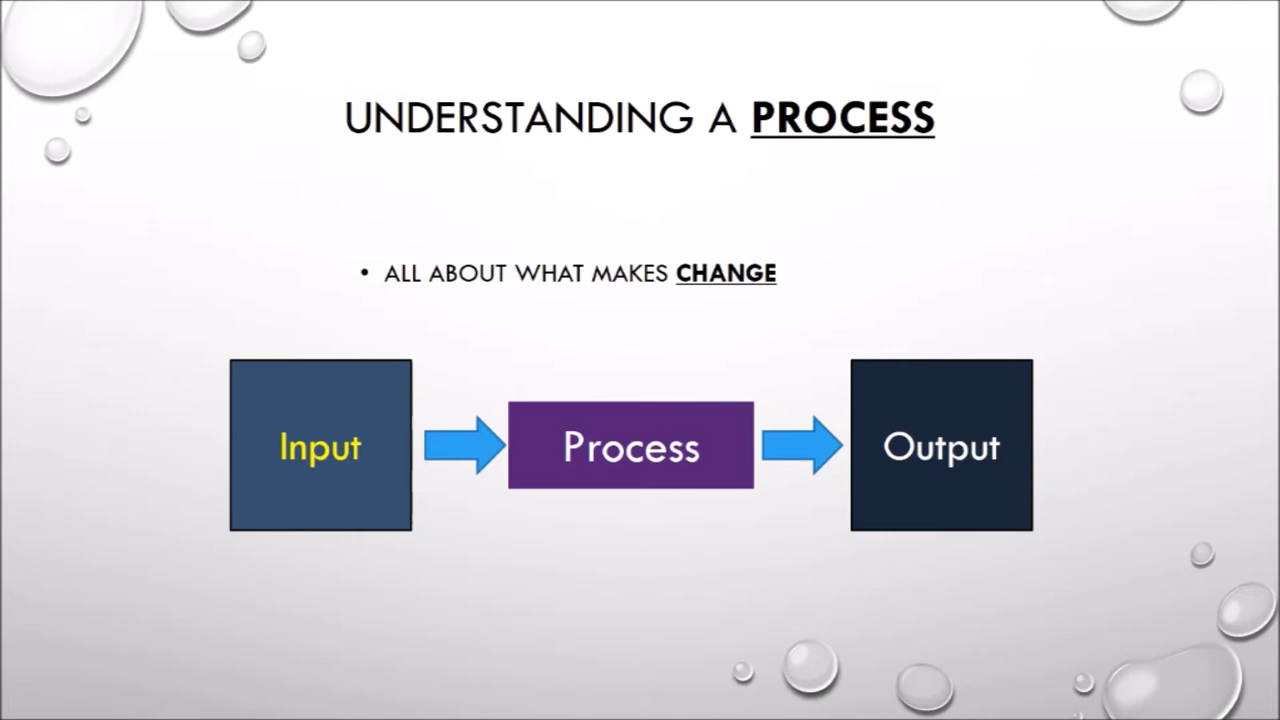 UNDERSTANDING A PROCESS
• ALL ABOUT WHAT MAKES CHANGE
Input
Process
Output